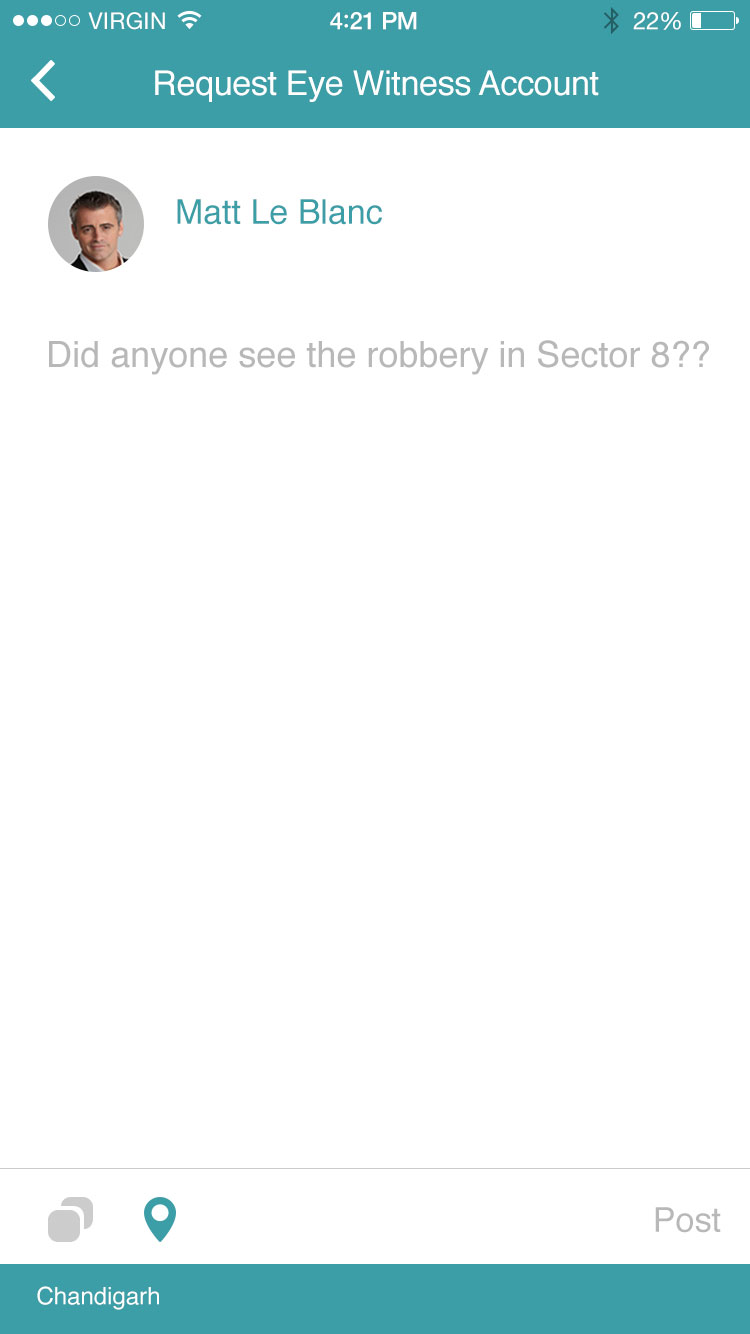 VIRGIN 4:21 PM 22%
Request Eye Witness Account
Matt Le Blanc
Did anyone see the robbery in Sector 8??
Post
Chandigarh